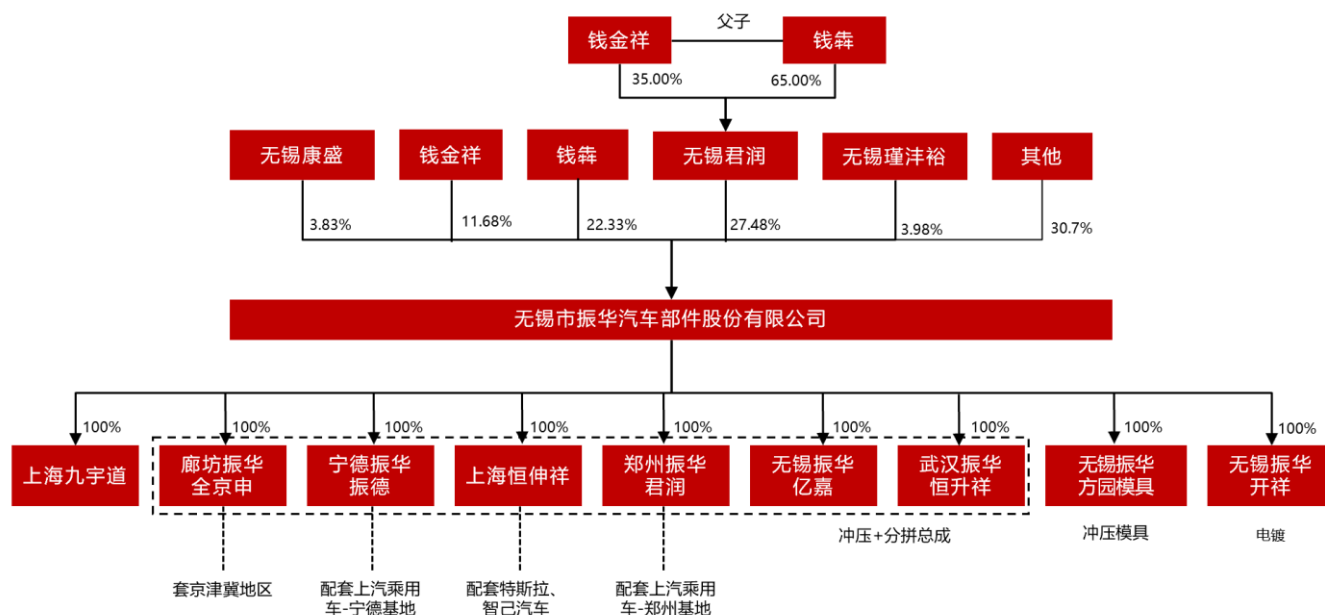 父子
钱金祥
钱犇
35.00%
65.00%
无锡康盛
钱金祥
钱犇
无锡君润
无锡瑾沣裕
其他
3.83%
11.68%
22.33%
27.48%
3.98%
30.7%
无锡市振华汽车部件股份有限公司
100%
100%
100%
100%
100%
100%
100%
100%
100%
上海九宇道
廊坊振华
全京申
宁德振华
振德
上海恒伸祥
郑州振华
君润
无锡振华
亿嘉
武汉振华
恒升祥
无锡振华
方园模具
无锡振华
开祥
冲压+分拼总成
冲压模具
电镀
套京津冀地区
配套上汽乘用
车-宁德基地
配套特斯拉、
智己汽车
配套上汽乘用
车-郑州基地